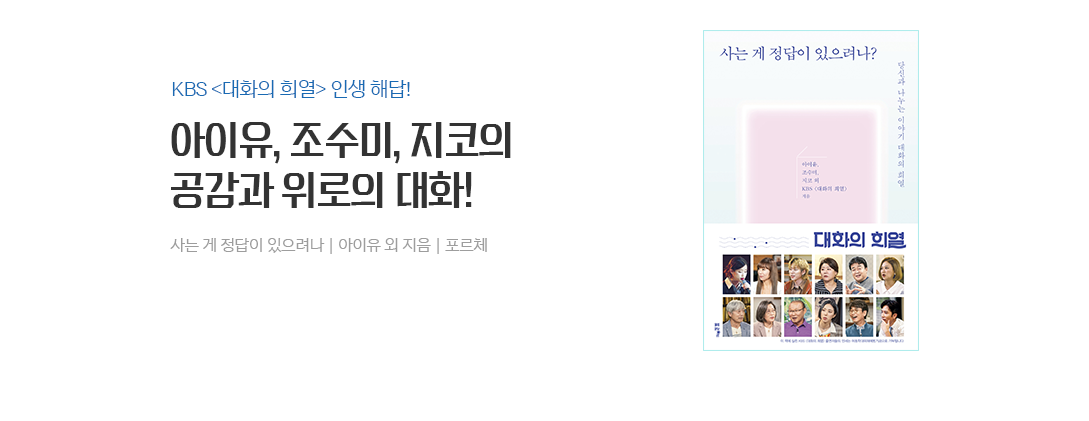 KBS <대화의 희열> 인생 해답!
아이유, 조수미, 지코의
공감과 위로의 대화!
사는 게 정답이 있으려나 | 아이유 외 지음 | 포르체
사는 게 정답이 있으려나?
당신과 나누는 이야기 대화의 희열
아이유,
조수미,
지코 외
KBS <대화의 희열>
지음
대화의 희열